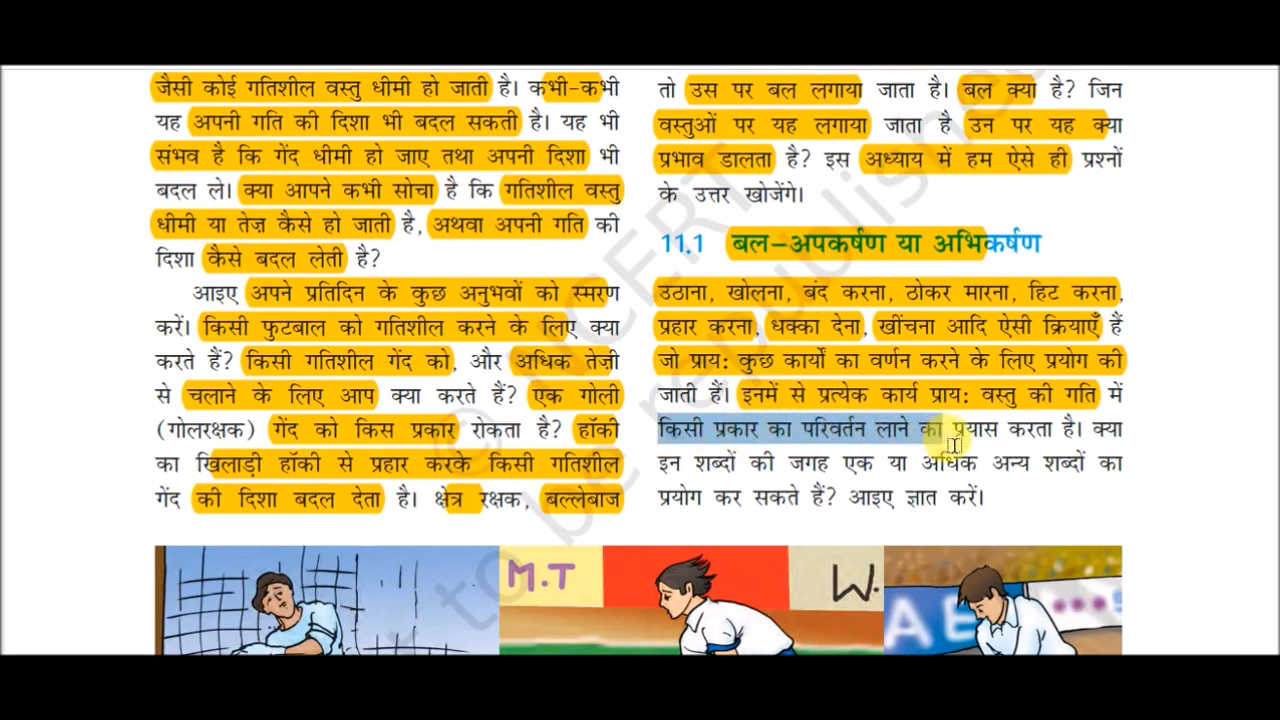 जैसी कोई गतिशील वस्तु धीमी हो जाती है। कभी-कभी
यह अपनी गति की दिशा भी बदल सकती है। यह भी
संभव है कि गेंद धीमी हो जाए तथा अपनी दिशा भी
बदल ले। क्या आपने कभी सोचा है कि गतिशील वस्तु
धीमी या तेज़ कैसे हो जाती है, अथवा अपनी गति की
दिशा कैसे बदल लेती है?
आइए अपने प्रतिदिन के कुछ अनुभवों को स्मरण
करें। किसी फुटबाल को गतिशील करने के लिए क्या
करते हैं? किसी गतिशील गेंद को, और अधिक तेज़ी
से चलाने के लिए आप क्या करते हैं? एक गोली
(गोलरक्षक) गेंद को किस प्रकार रोकता है? हॉकी
का खिलाड़ी हॉकी से प्रहार करके किसी गतिशील
गेंद की दिशा बदल देता है। क्षेत्र रक्षक, बल्लेबाज
तो उस पर बल लगाया जाता है। बल क्या है? जिन
वस्तुओं पर यह लगाया जाता है उन पर यह क्या
प्रभाव डालता है? इस अध्याय में हम ऐसे ही प्रश्नों
के उत्तर खोजेंगे।
11.1 बल–अपकर्षण या अभिकर्षण
उठाना, खोलना, बंद करना, ठोकर मारना, हिट करना,
प्रहार करना, धक्का देना, खींचना आदि ऐसी क्रियाएँ हैं
जो प्राय: कुछ कार्यों का वर्णन करने के लिए प्रयोग की
जाती हैं। इनमें से प्रत्येक कार्य प्राय: वस्तु की गति में
किसी प्रकार का परिवर्तन लाने का प्रयास करता है। क्या
इन शब्दों की जगह एक या अधिक अन्य शब्दों का
प्रयोग कर सकते हैं? आइए ज्ञात करें।
M.T
W.
A E
© NCERT
to be republished